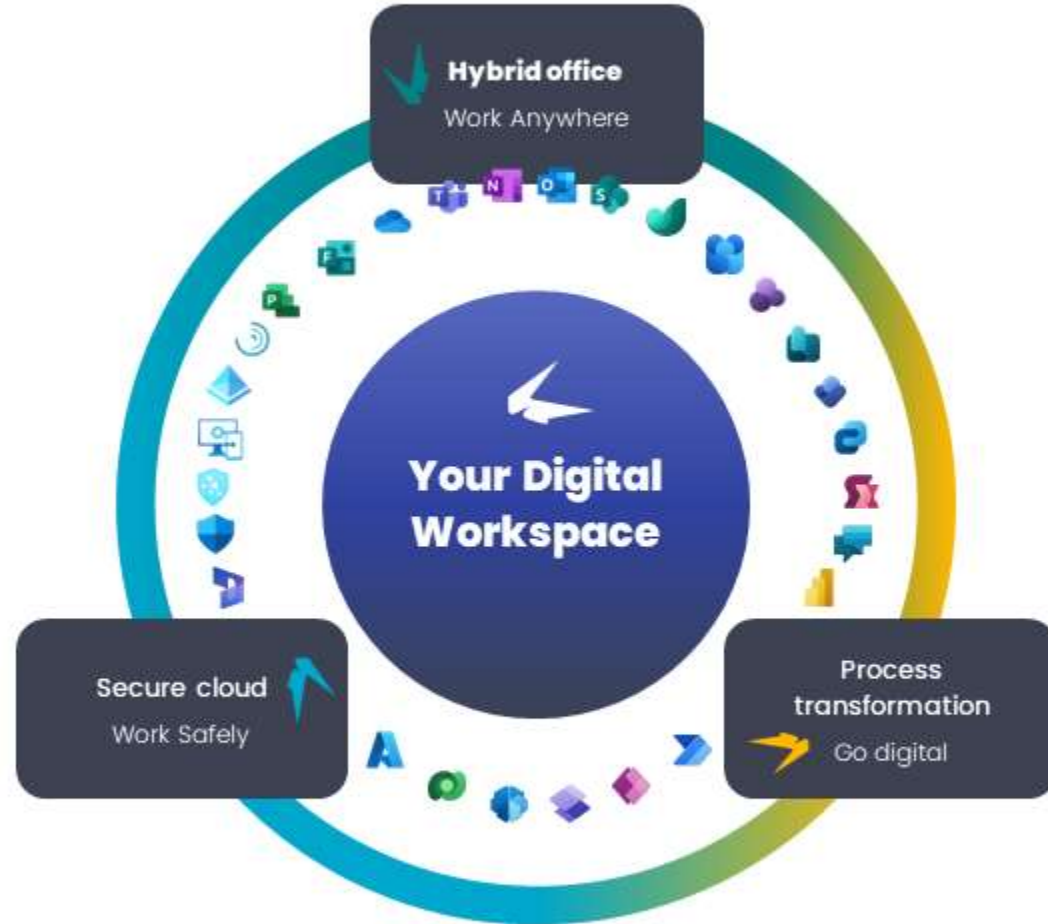 Hybrid office
Work Anywhere
T
N
O
S
F
P
Your Digital
Workspace
Secure cloud
Work Safely
Process
transformation
Go digital